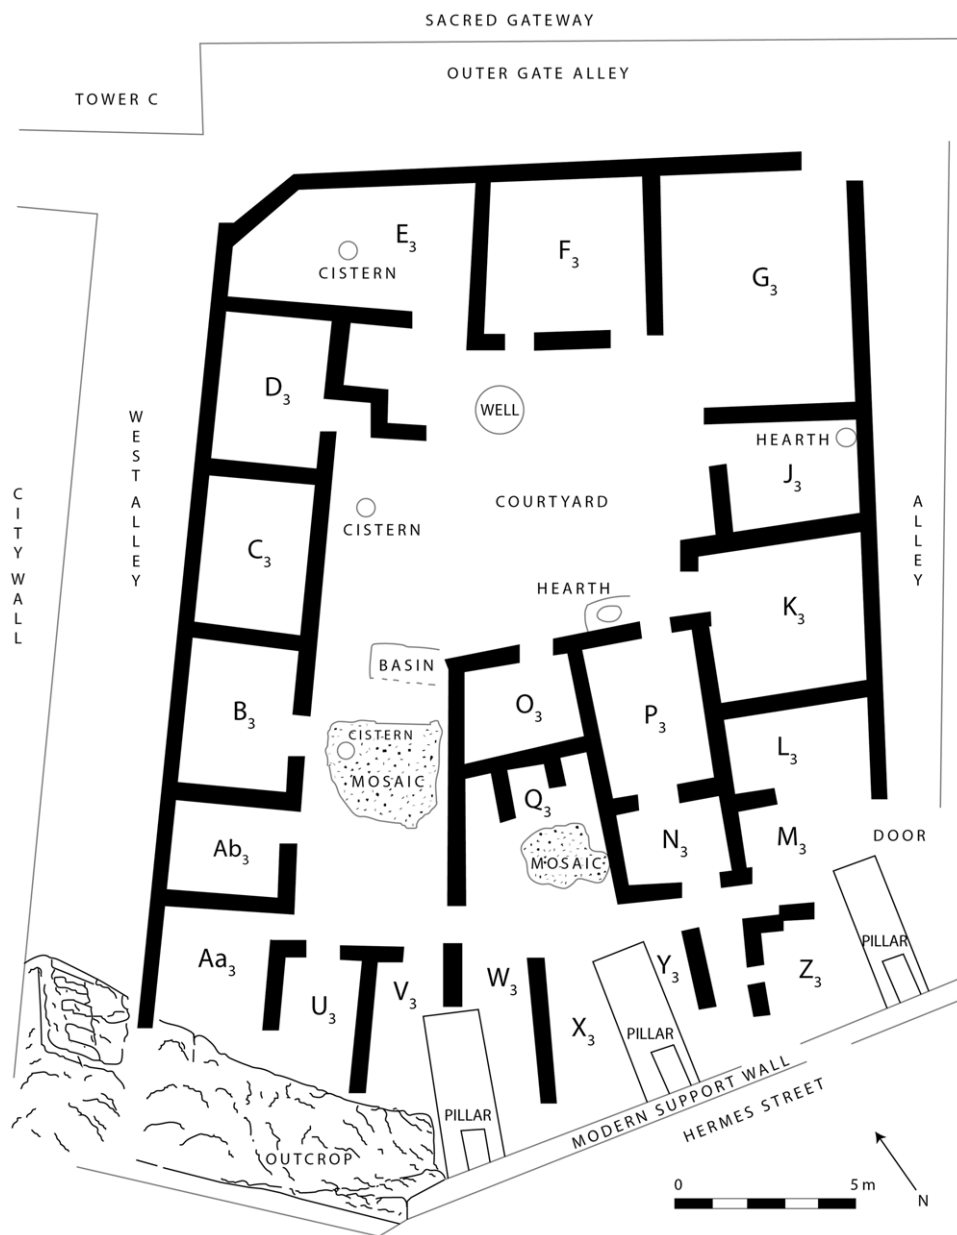 SACRED GATEWAY
OUTER GATE ALLEY
TOWER C
E3
CISTERN
F3
G3
D3
WELL
WEST ALLEY
HEARTH
J3
CITY WALL
CISTERN
COURTYARD
ALLEY
C3
HEARTH
K3
BASIN
B3
O3
P3
CISTERN
MOSAIC
L3
Q3
Ab3
MOSAIC
N3
M3
DOOR
Aa3
U3
V3
W3
X3
Y3
Z3
PILLAR
PILLAR
PILLAR
MODERN SUPPORT WALL
HERMES STREET
OUTCROP
0 5 m
N